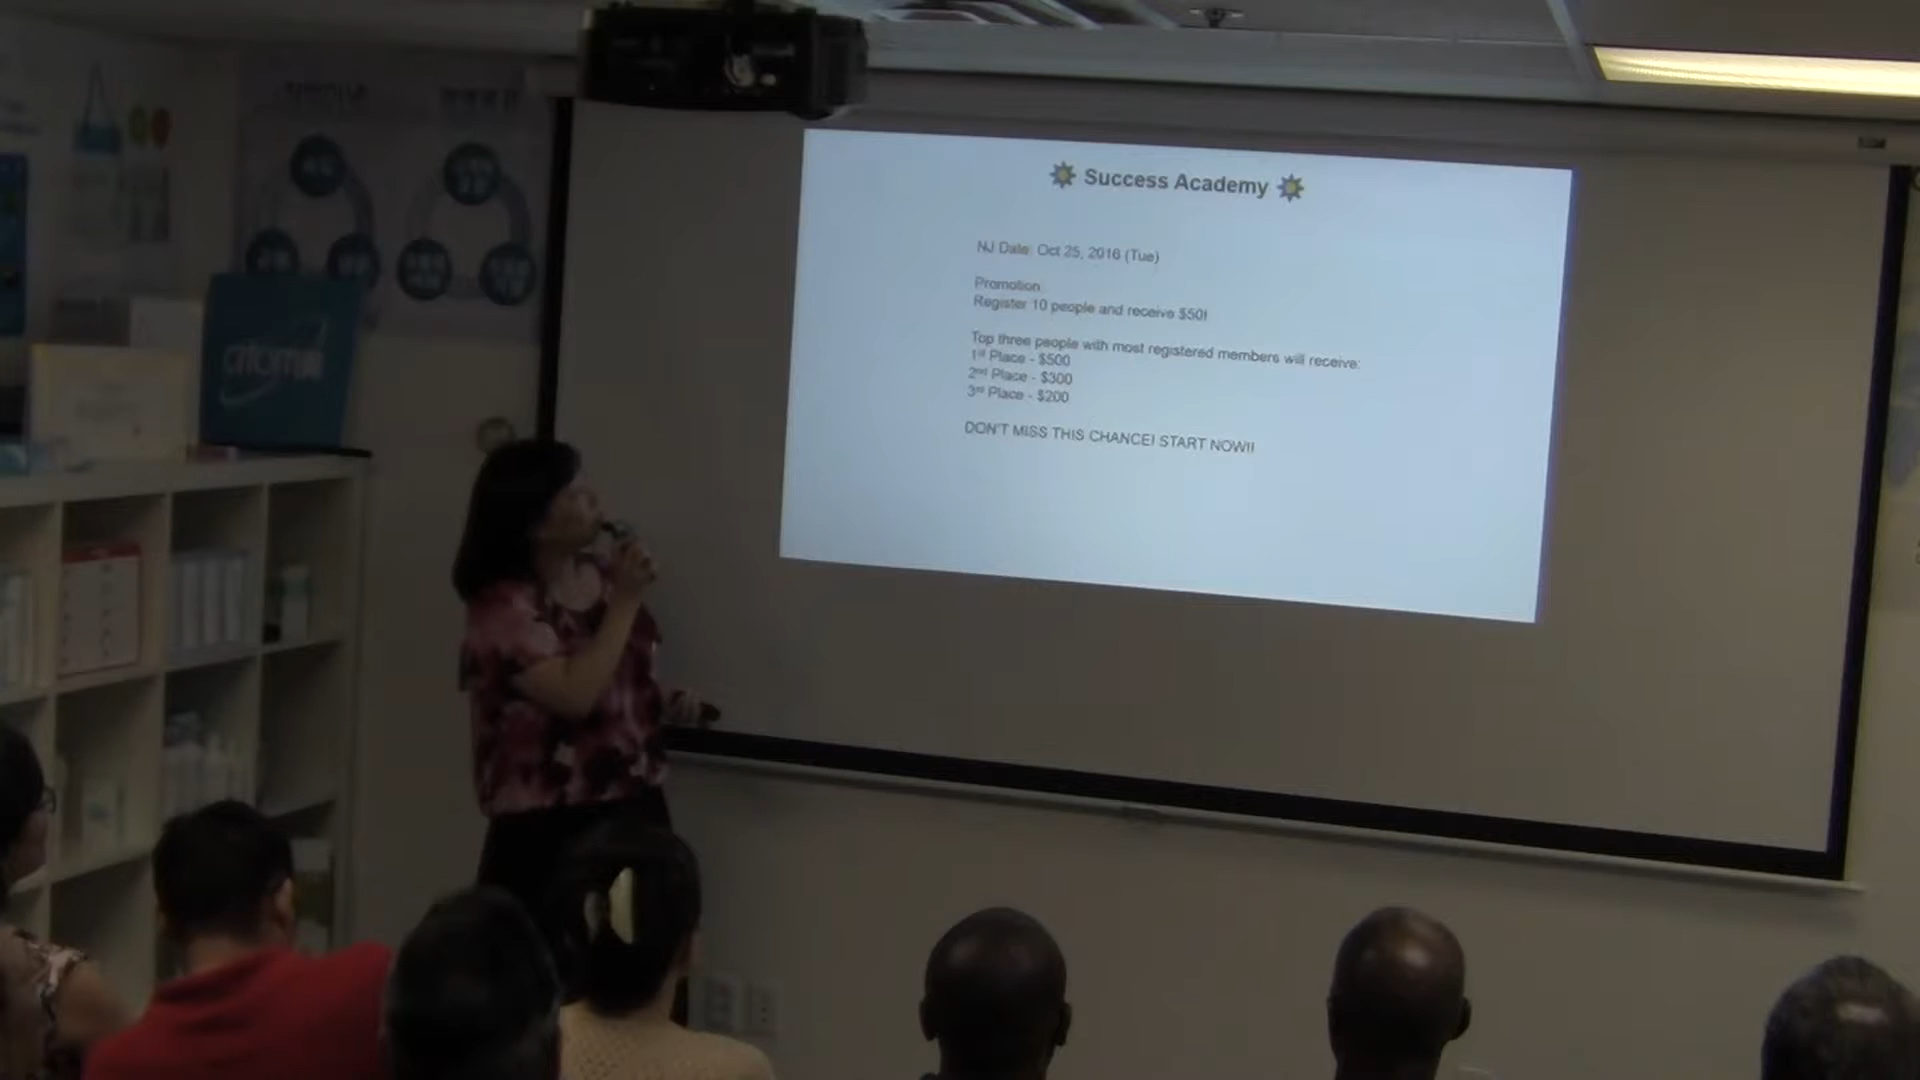 Success Academy
NJ Date: Oct 25, 2016 (Tue)
Promotion
Register 10 people and receive $50!
Top three people with most registered members will receive:
1st Place - $500
2nd Place - $300
3rd Place - $200
DON'T MISS THIS CHANCE! START NOW!!